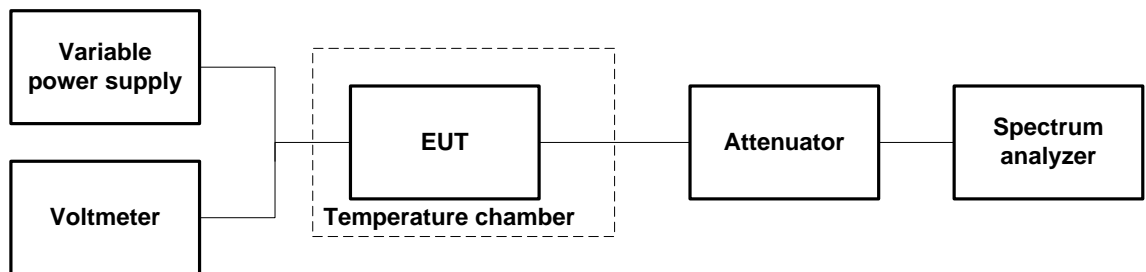 Variable
power supply
Voltmeter
EUT
Temperature chamber
Attenuator
Spectrum
analyzer